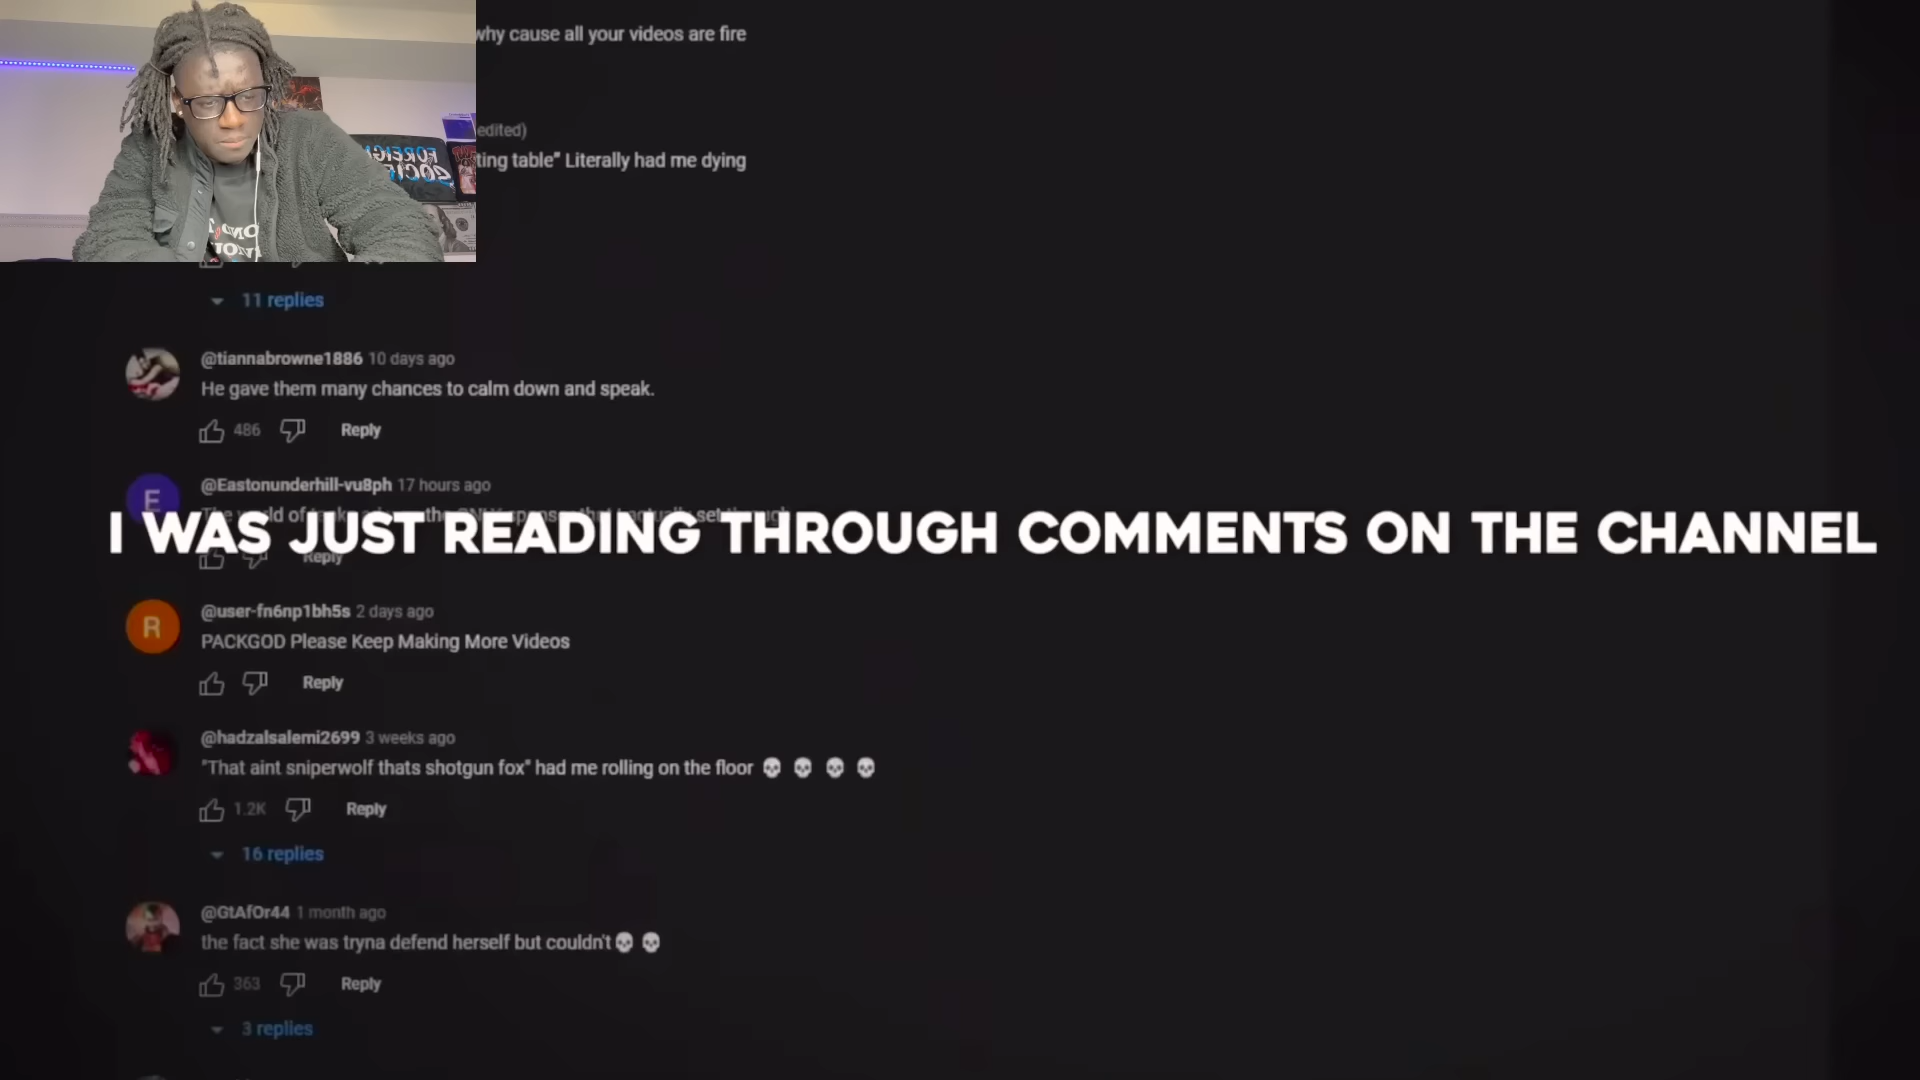 why cause all your videos are fire
edited)
ting table" Literally had me dying
11 replies
@tiannabrowne1886 10 days ago
He gave them many chances to calm down and speak.
486 Reply
E
@Eastonunderhill-vu8ph 17 hours ago
I WAS JUST READING THROUGH COMMENTS ON THE CHANNEL
Reply
R
@user-fn6np1bh5s 2 days ago
PACKGOD Please Keep Making More Videos
Reply
@hadzalsalemi2699 3 weeks ago
"That aint sniperwolf thats shotgun fox" had me rolling on the floor 💀 💀 💀 💀
1.2K Reply
16 replies
@GtAfOr44 1 month ago
the fact she was tryna defend herself but couldn't💀 💀
363 Reply
3 replies